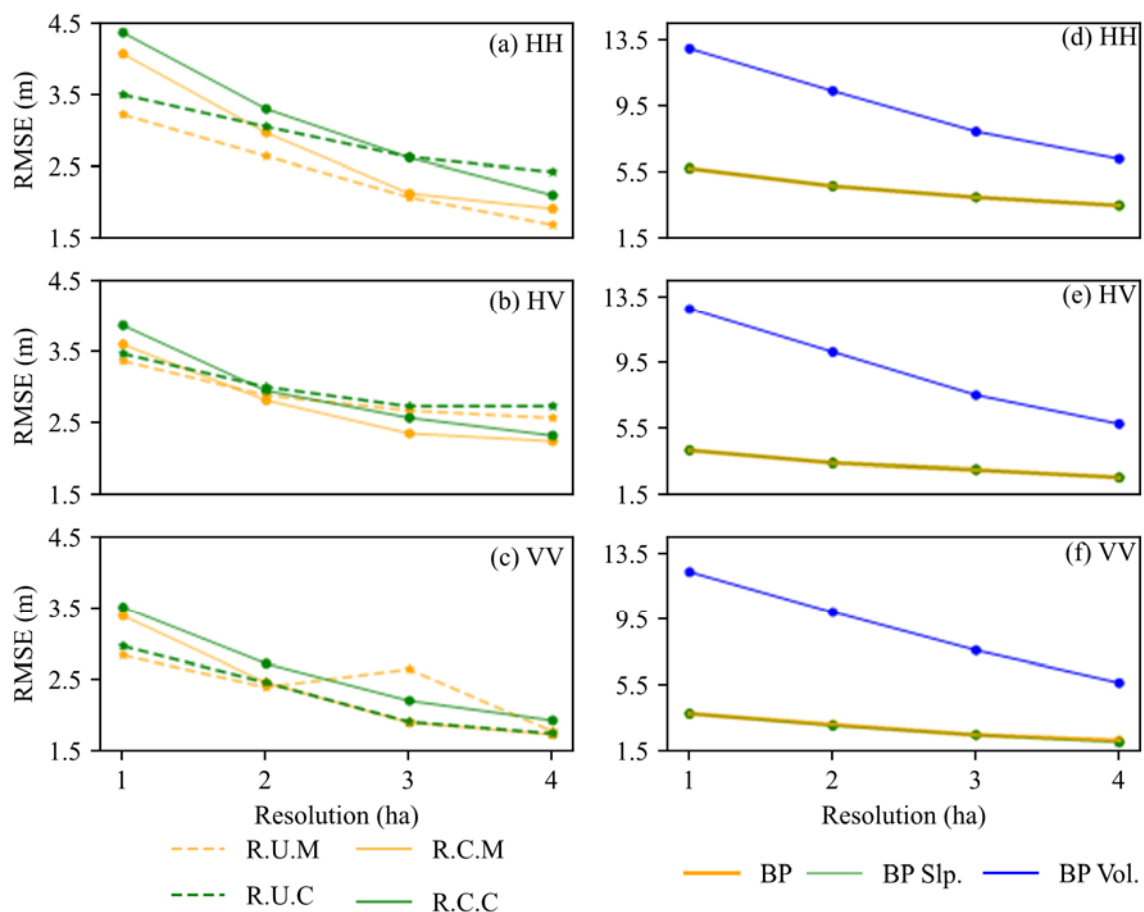 4.5
3.5
2.5
1.5
RMSE (m)
(a) HH
13.5
9.5
5.5
1.5
(d) HH
4.5
3.5
2.5
1.5
RMSE (m)
(b) HV
13.5
9.5
5.5
1.5
(e) HV
4.5
3.5
2.5
1.5
RMSE (m)
(c) VV
13.5
9.5
5.5
1.5
(f) VV
1 2 3 4
Resolution (ha)
1 2 3 4
Resolution (ha)
R.U.M R.C.M
R.U.C R.C.C
BP BP Slp. BP Vol.